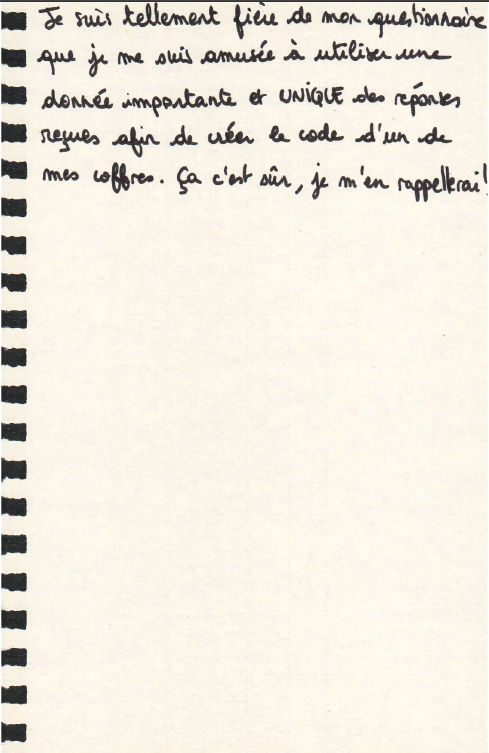 Je suis tellement fière de mon questionnaire
que je me suis amusée à utiliser une
donnée importante et UNIQUE des réponses
reçues afin de créer le code d'un de
mes coffres. Ça c'est sûr, je m'en rappellerai !